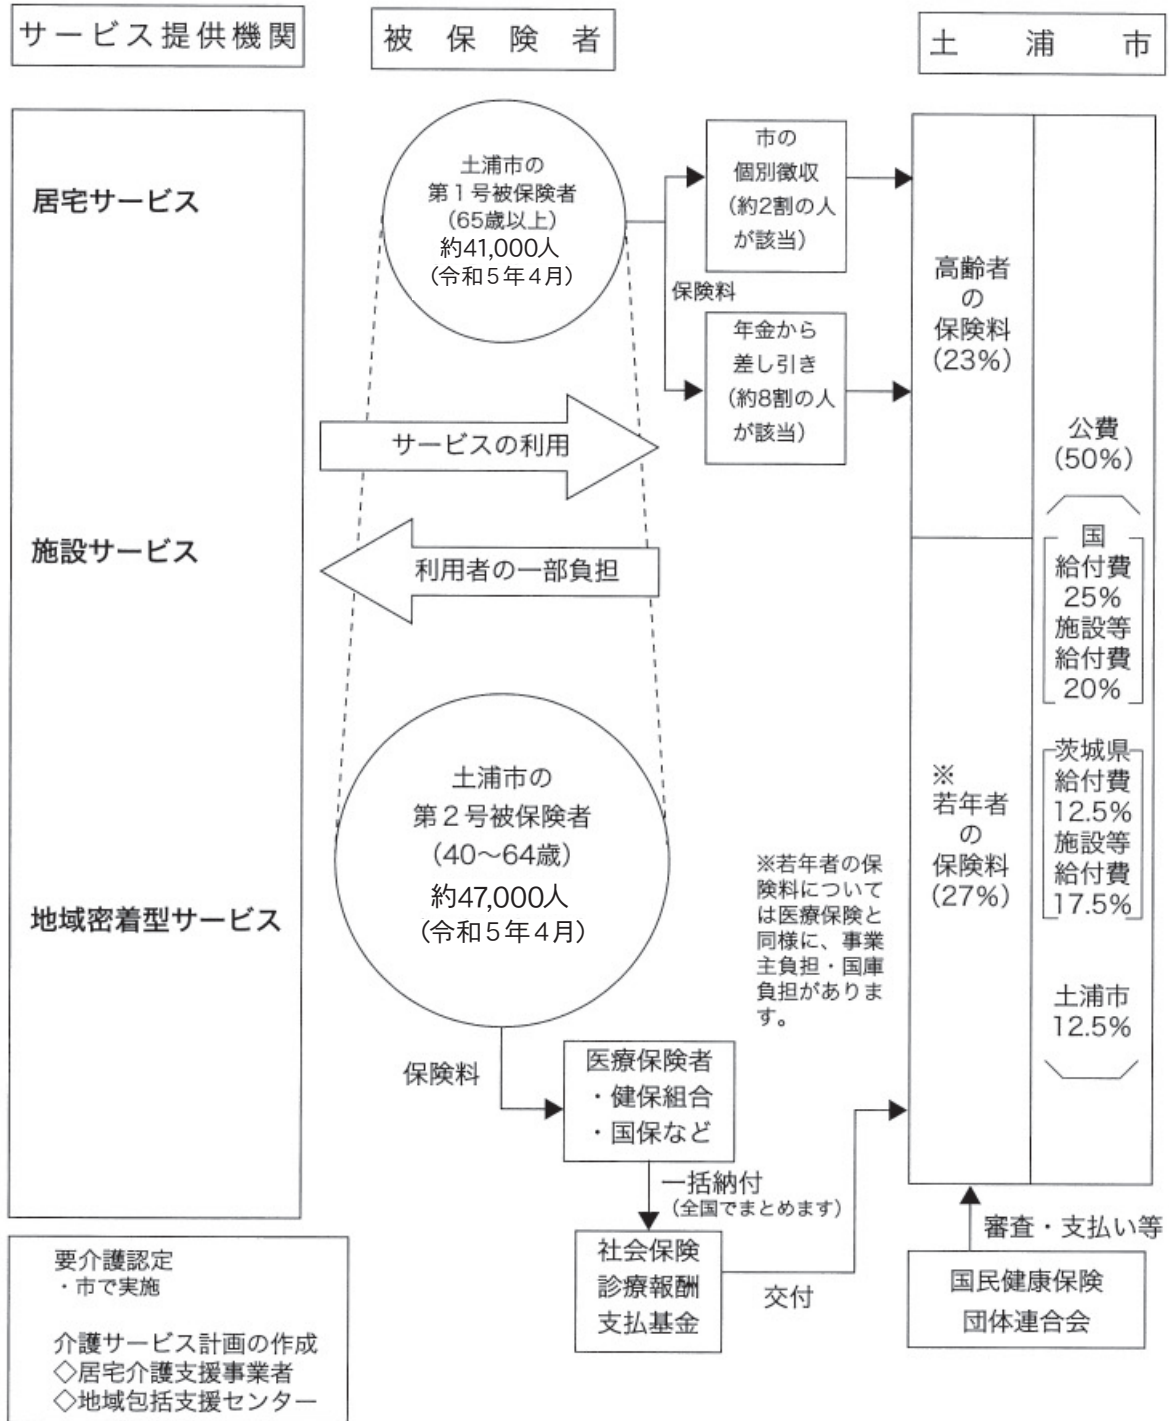 サービス提供機関
被保険者
土浦市
居宅サービス
施設サービス
地域密着型サービス
土浦市の
第1号被保険者
(65歳以上)
約41,000人
(令和5年4月)
保険料
市の
個別徴収
(約2割の人
が該当)
年金から
差し引き
(約8割の人
が該当)
サービスの利用
利用者の一部負担
土浦市の
第2号被保険者
(40〜64歳)
約47,000人
(令和5年4月)
保険料
医療保険者
・健保組合
・国保など
一括納付
(全国でまとめます)
社会保険
診療報酬
支払基金
交付
※若年者の保
険料について
は医療保険と
同様に、事業
主負担・国庫
負担がありま
す。
高齢者
の
保険料
(23%)
※
若年者
の
保険料
(27%)
公費
(50%)
国
給付費
25%
施設等
給付費
20%
茨城県
給付費
12.5%
施設等
給付費
17.5%
土浦市
12.5%
審査・支払い等
国民健康保険
団体連合会
要介護認定
・市で実施
介護サービス計画の作成
◇居宅介護支援事業者
◇地域包括支援センター